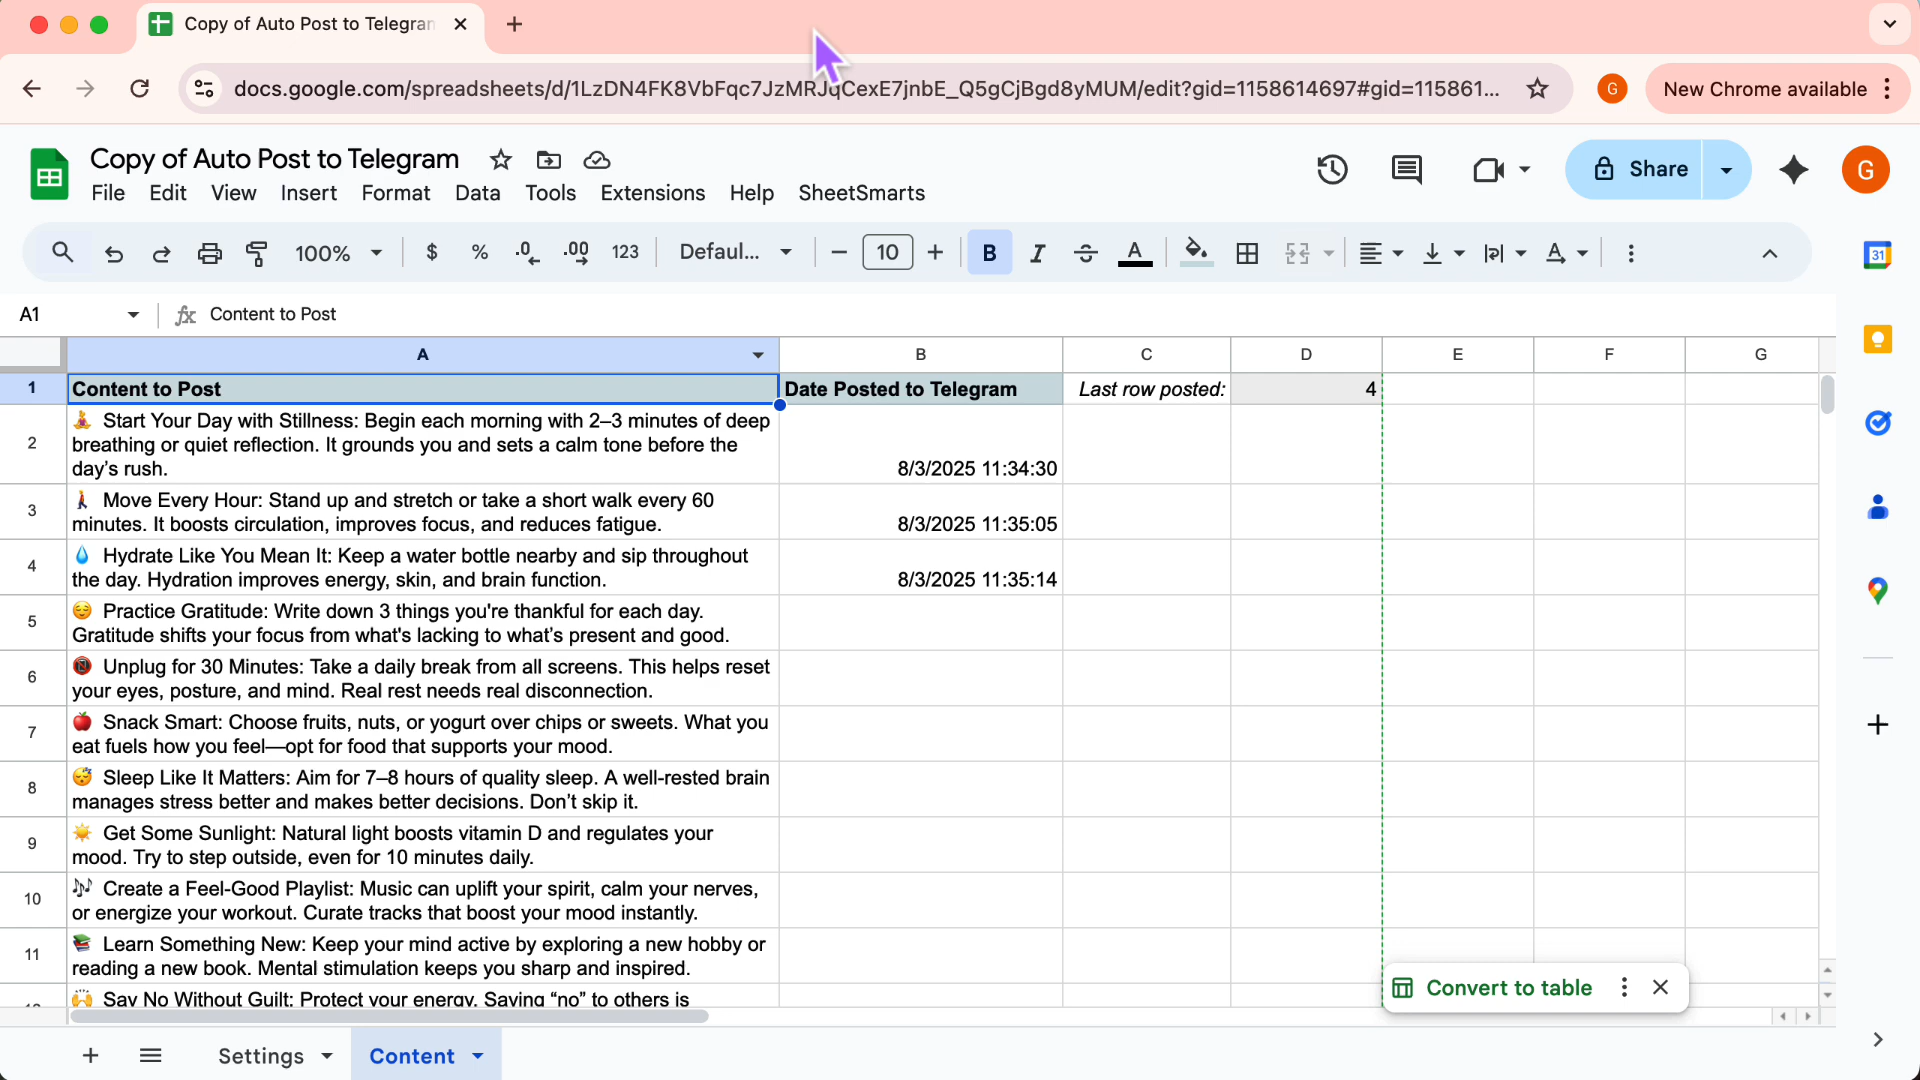 Copy of Auto Post to Telegran
docs.google.com/spreadsheets/d/1LzDN4FK8VbFqc7JzMRJqCexE7jnbE_Q5gCjBgd8yMUM/edit?gid=1158614697#gid=115861...
G
New Chrome available
Copy of Auto Post to Telegram
File Edit View Insert Format Data Tools Extensions Help SheetSmarts
Share
G
100% $ % .0 .00 123 Defaul... 10 B I S A
31
A1 fx Content to Post
A B C D E F G
1 Content to Post Date Posted to Telegram Last row posted: 4
2 Start Your Day with Stillness: Begin each morning with 2–3 minutes of deep
breathing or quiet reflection. It grounds you and sets a calm tone before the
day’s rush. 8/3/2025 11:34:30
3 Move Every Hour: Stand up and stretch or take a short walk every 60
minutes. It boosts circulation, improves focus, and reduces fatigue. 8/3/2025 11:35:05
4 Hydrate Like You Mean It: Keep a water bottle nearby and sip throughout
the day. Hydration improves energy, skin, and brain function. 8/3/2025 11:35:14
5 Practice Gratitude: Write down 3 things you're thankful for each day.
Gratitude shifts your focus from what's lacking to what’s present and good.
6 Unplug for 30 Minutes: Take a daily break from all screens. This helps reset
your eyes, posture, and mind. Real rest needs real disconnection.
7 Snack Smart: Choose fruits, nuts, or yogurt over chips or sweets. What you
eat fuels how you feel—opt for food that supports your mood.
8 Sleep Like It Matters: Aim for 7–8 hours of quality sleep. A well-rested brain
manages stress better and makes better decisions. Don’t skip it.
9 Get Some Sunlight: Natural light boosts vitamin D and regulates your
mood. Try to step outside, even for 10 minutes daily.
10 Create a Feel-Good Playlist: Music can uplift your spirit, calm your nerves,
or energize your workout. Curate tracks that boost your mood instantly.
11 Learn Something New: Keep your mind active by exploring a new hobby or
reading a new book. Mental stimulation keeps you sharp and inspired.
Say No Without Guilt: Protect your energy. Saying “no” to others is
Convert to table
Settings Content